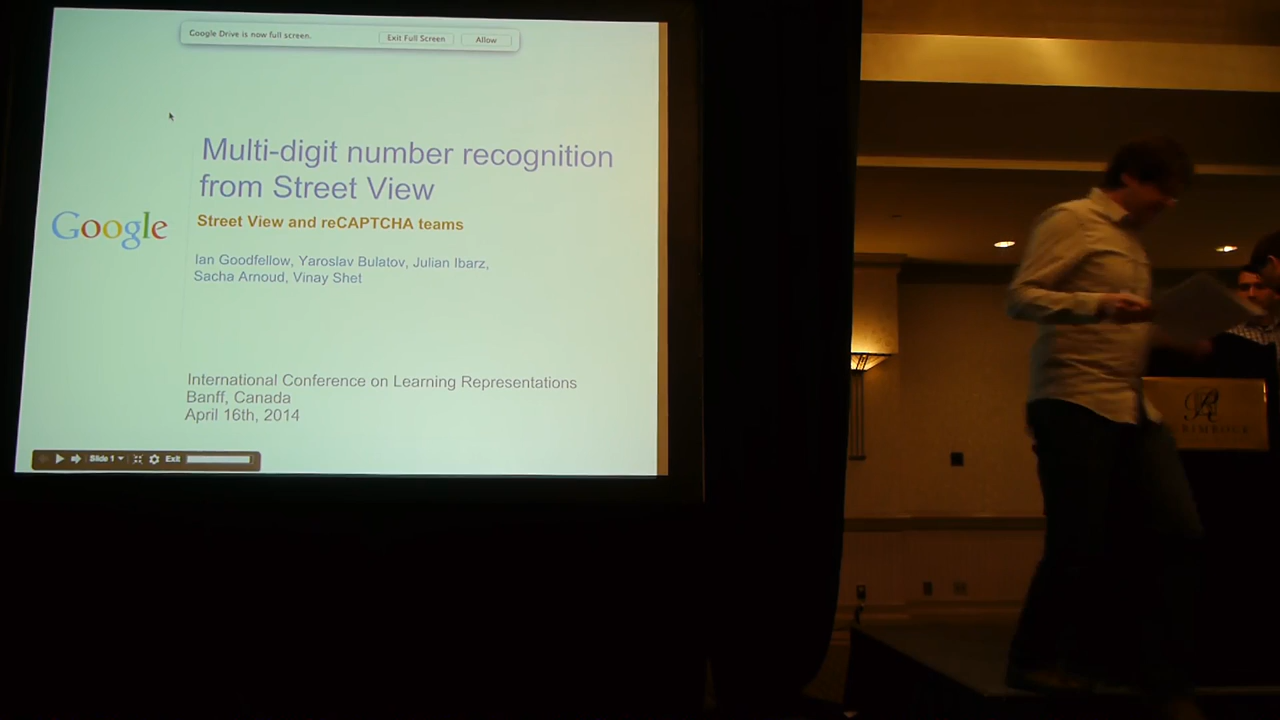 Google Drive is now full screen.
Exit Full Screen
Allow
Multi-digit number recognition
from Street View
Street View and reCAPTCHA teams
Google
Ian Goodfellow, Yaroslav Bulatov, Julian Ibarz,
Sacha Arnoud, Vinay Shet
International Conference on Learning Representations
Banff, Canada
April 16th, 2014
Slide 1
Exit